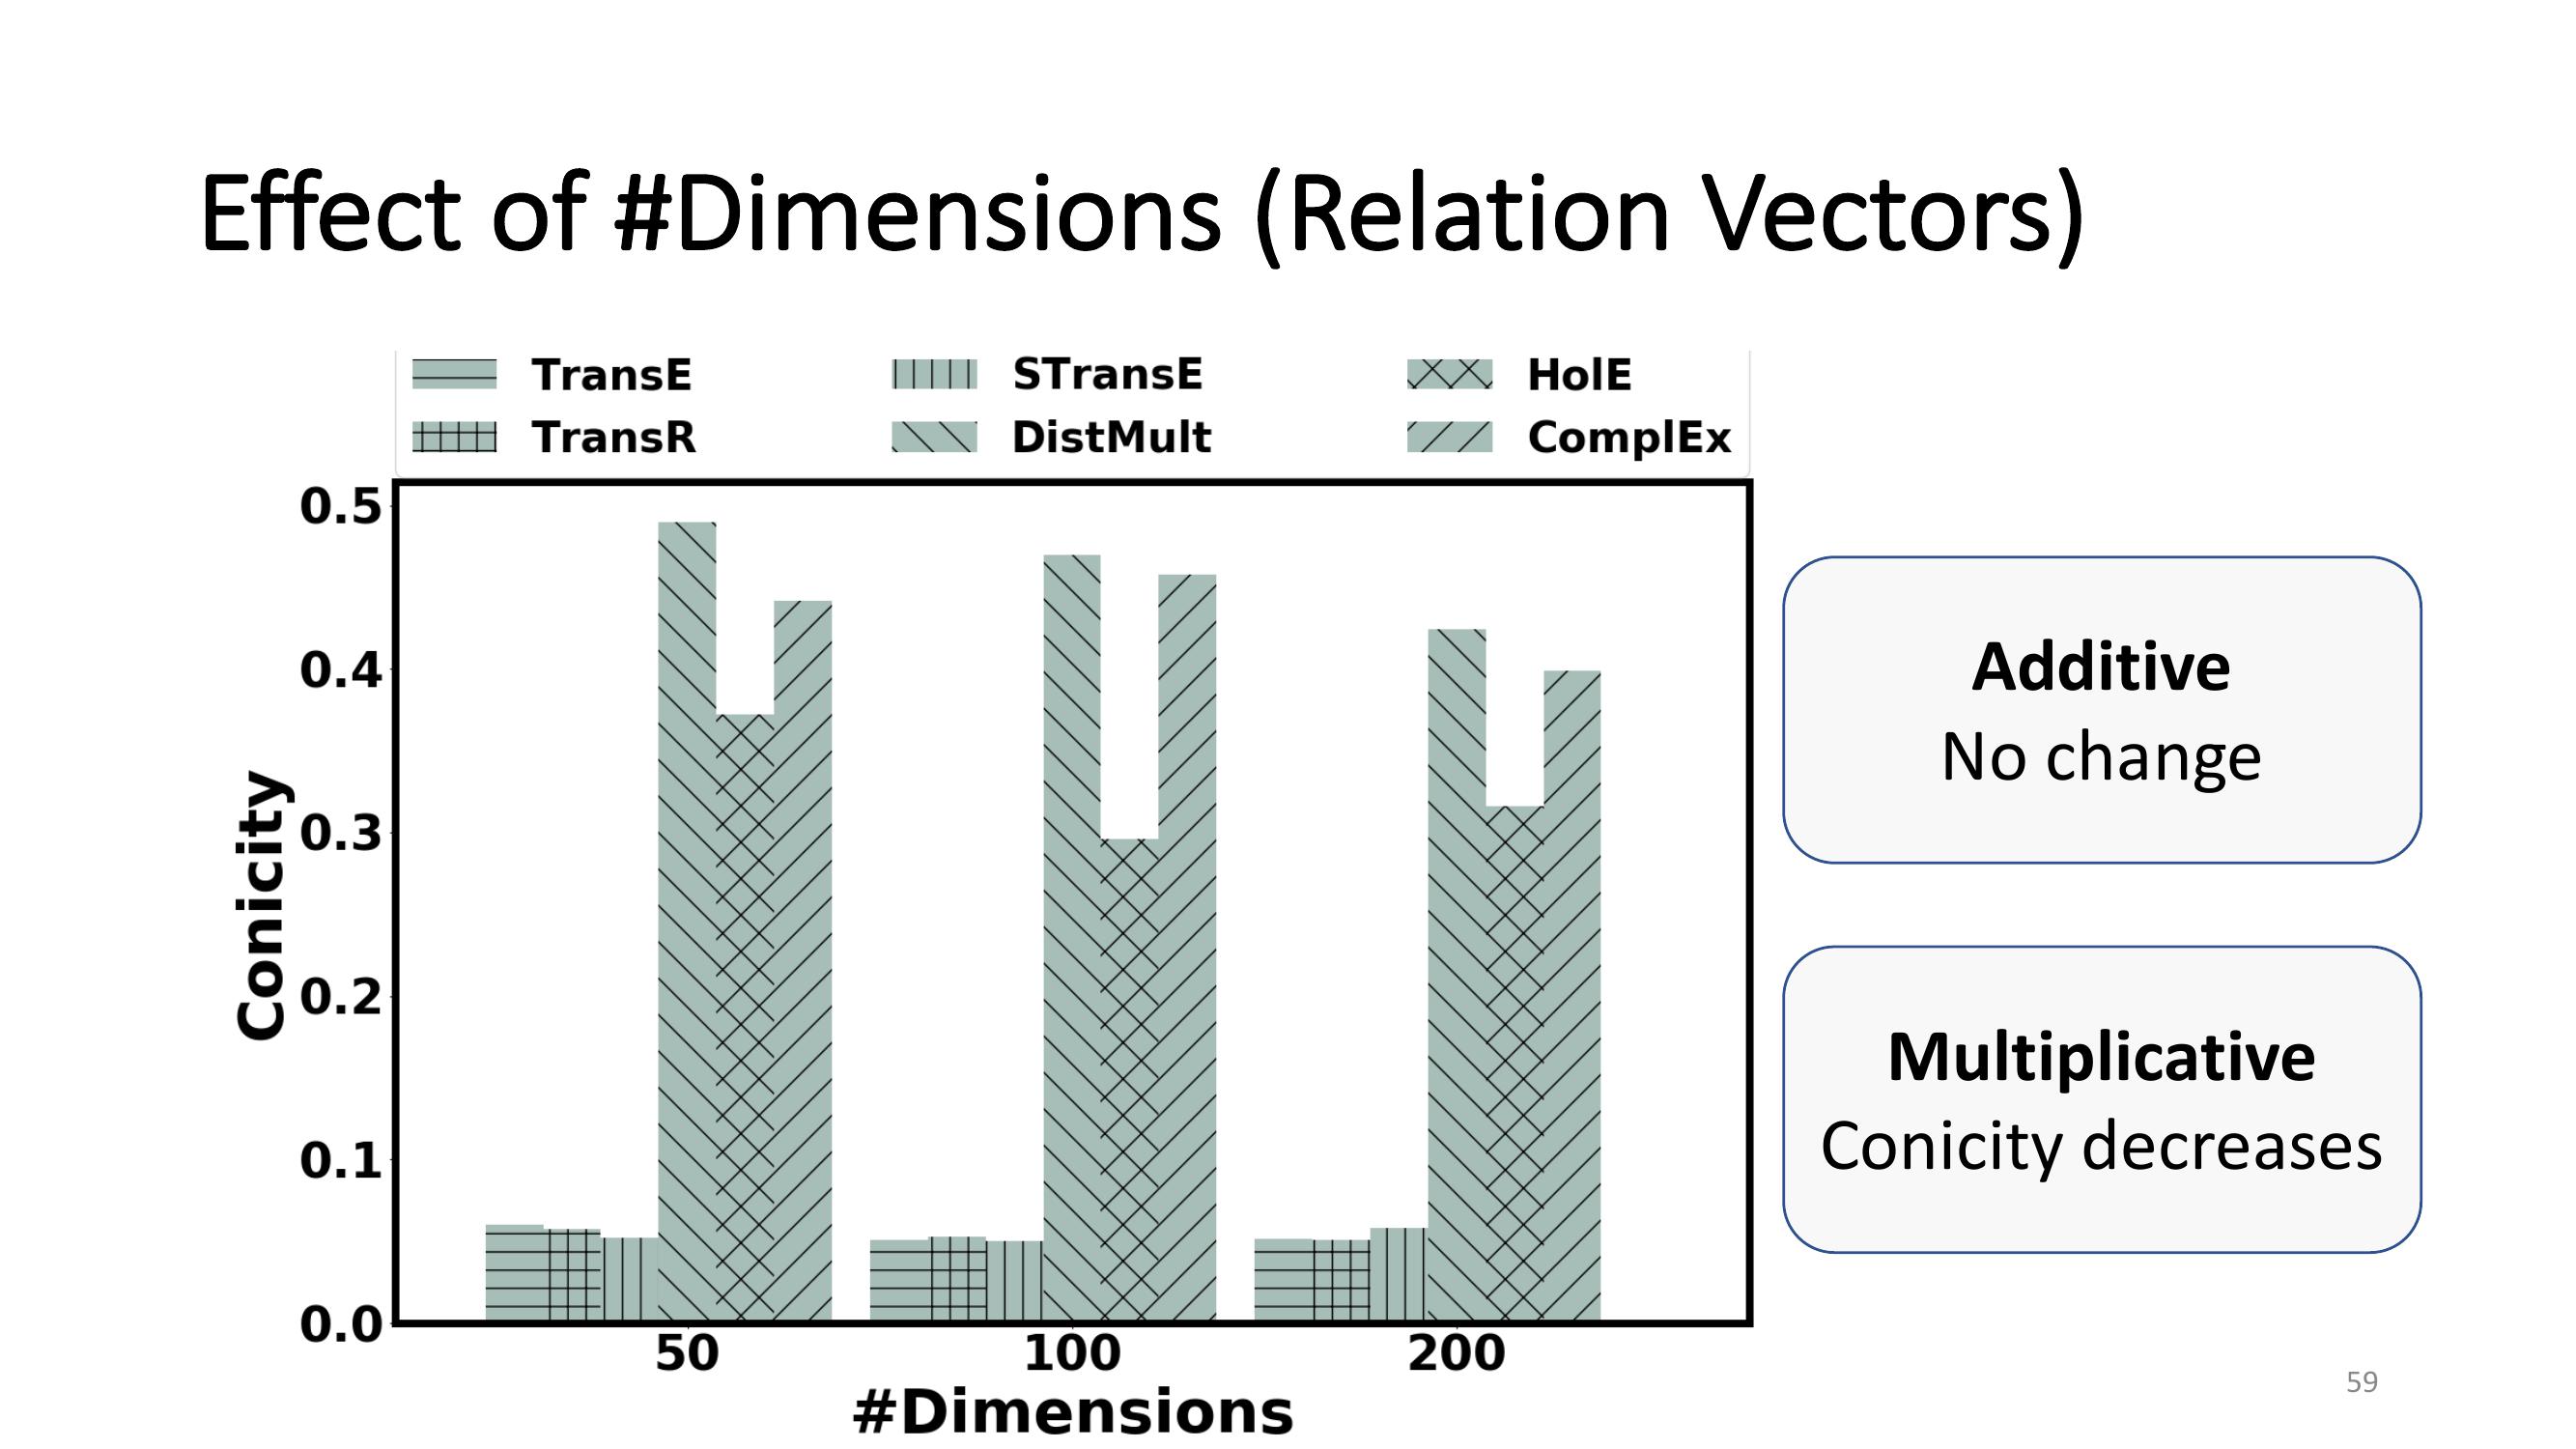 Effect of #Dimensions (Relation Vectors)
TransE
STransE
HolE
TransR
DistMult
ComplEx
0.5
0.4
0.3
0.2
0.1
0.0
Conicity
50
100
200
#Dimensions
Additive
No change
Multiplicative
Conicity decreases
59